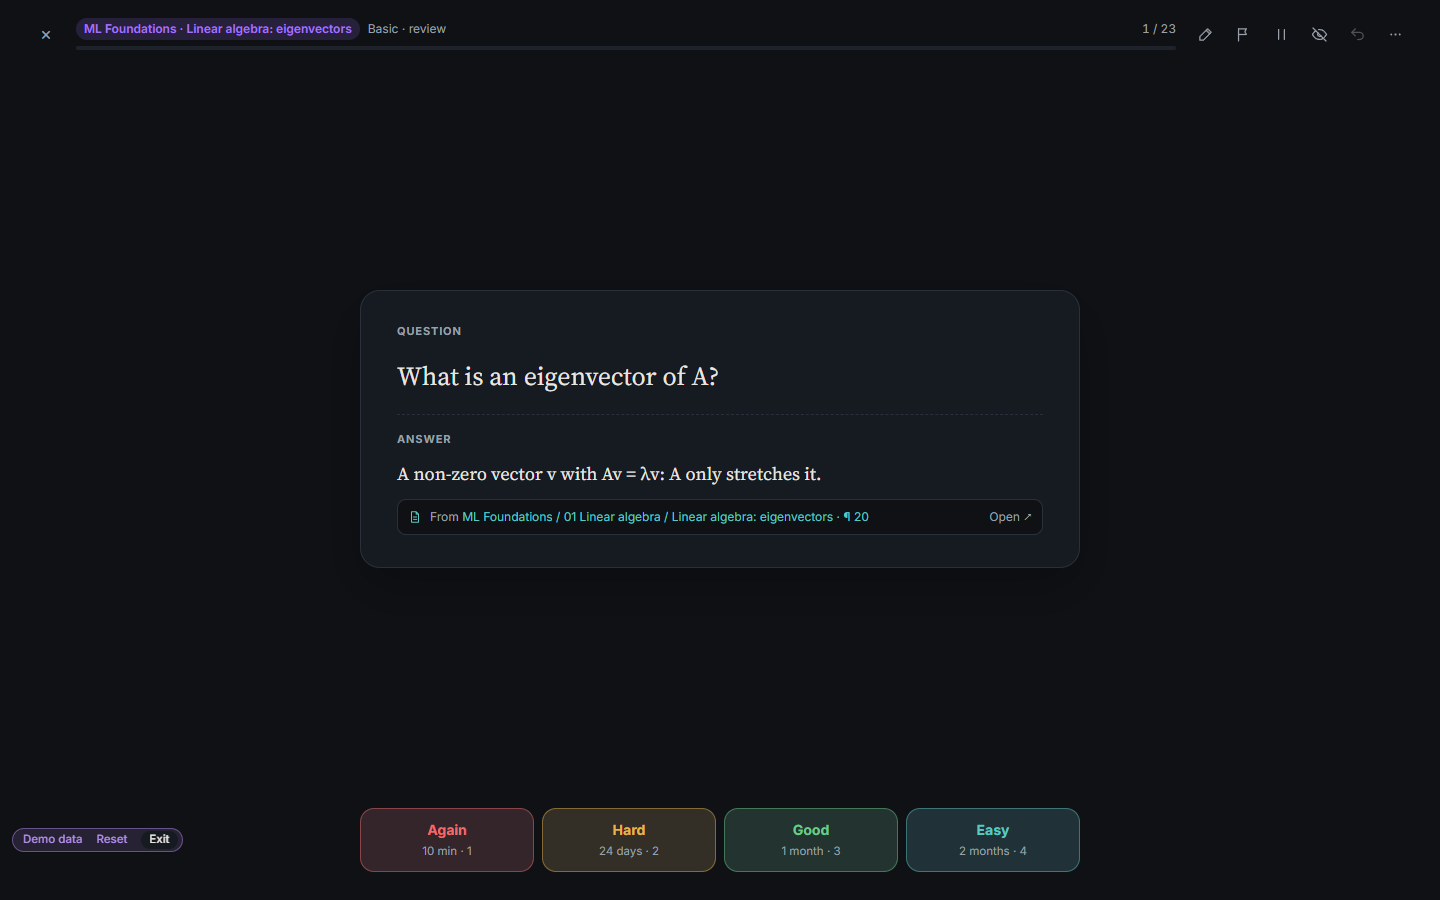 ML Foundations · Linear algebra: eigenvectors Basic · review 1 / 23
QUESTION
What is an eigenvector of A?
ANSWER
A non-zero vector v with Av = λv: A only stretches it.
From ML Foundations / 01 Linear algebra / Linear algebra: eigenvectors · ¶ 20 Open ↗
Again Hard Good Easy
10 min · 1 24 days · 2 1 month · 3 2 months · 4
Demo data Reset Exit